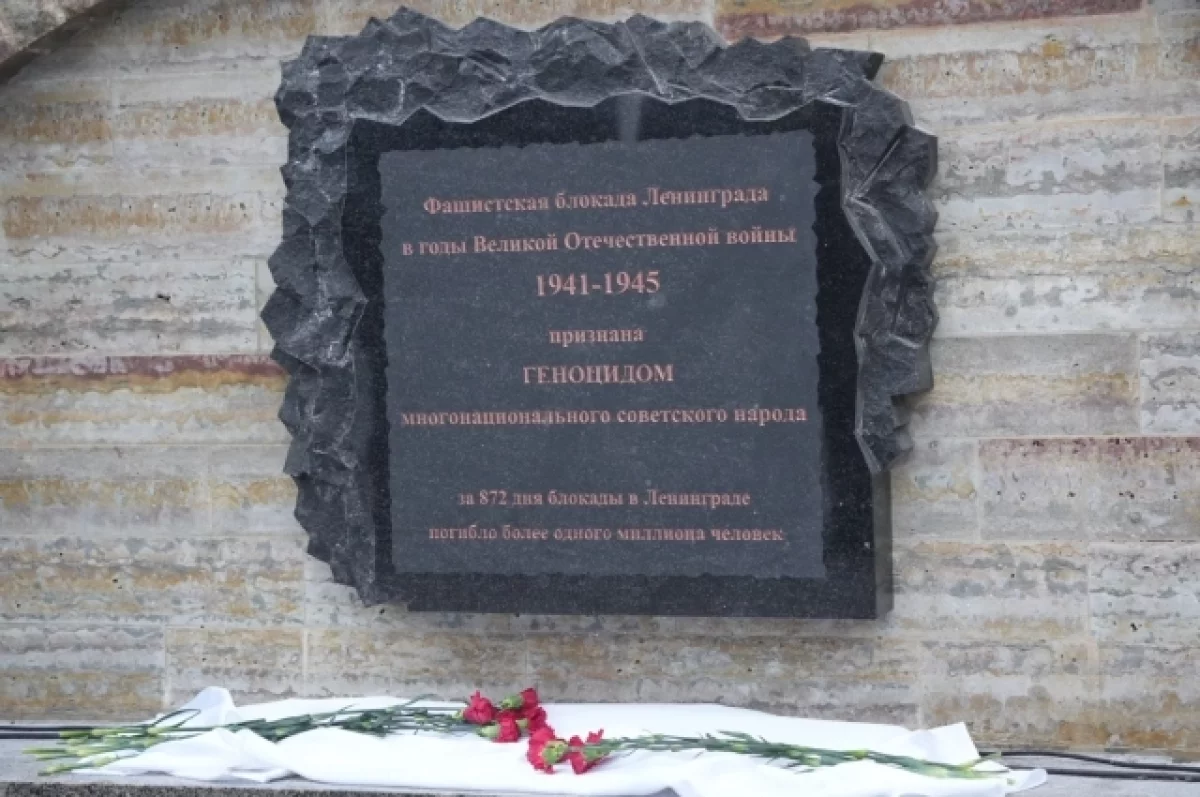 Фашистская блокада Ленинграда
в годы Великой Отечественной войны
1941-1945
признана
ГЕНОЦИДОМ
многонационального советского народа
за 872 дня блокады в Ленинграде
погибло более одного миллиона человек